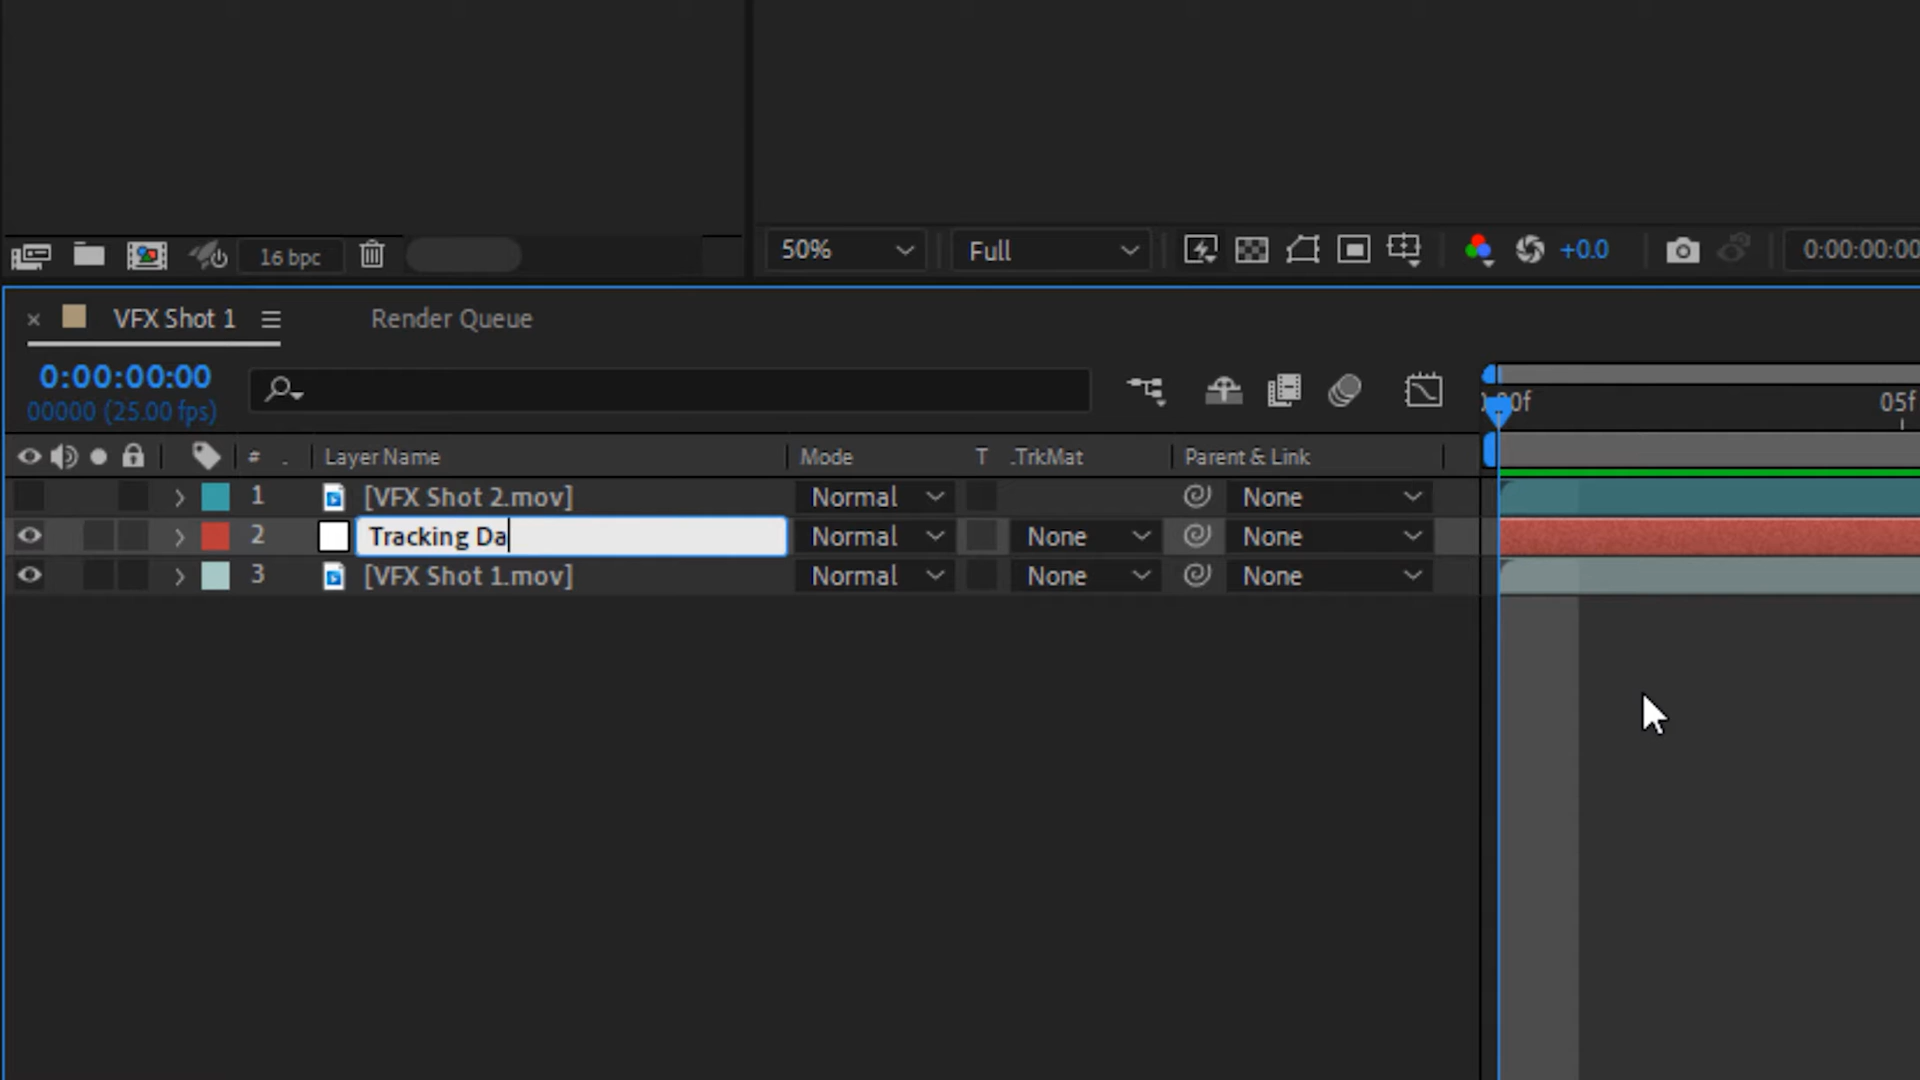 16 bpc
50%
Full
+0.0
0:00:00:00
VFX Shot 1
Render Queue
0:00:00:00
00000 (25.00 fps)
00f
05f
# . Layer Name Mode T .TrkMat Parent & Link
1 [VFX Shot 2.mov] Normal None
2 Tracking Da Normal None None
3 [VFX Shot 1.mov] Normal None None